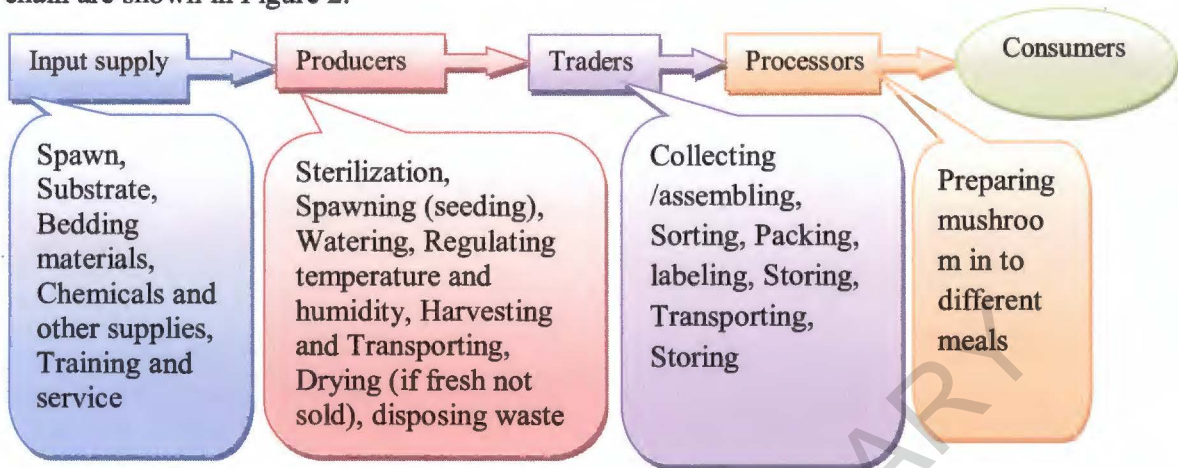 chain are shown in Figure 2.
Input supply
Producers
Traders
Processors
Consumers
Spawn,
Substrate,
Bedding
materials,
Chemicals and
other supplies,
Training and
service
Sterilization,
Spawning (seeding),
Watering, Regulating
temperature and
humidity, Harvesting
and Transporting,
Drying (if fresh not
sold), disposing waste
Collecting
/assembling,
Sorting, Packing,
labeling, Storing,
Transporting,
Storing
Preparing
mushroo
m in to
different
meals
ARY